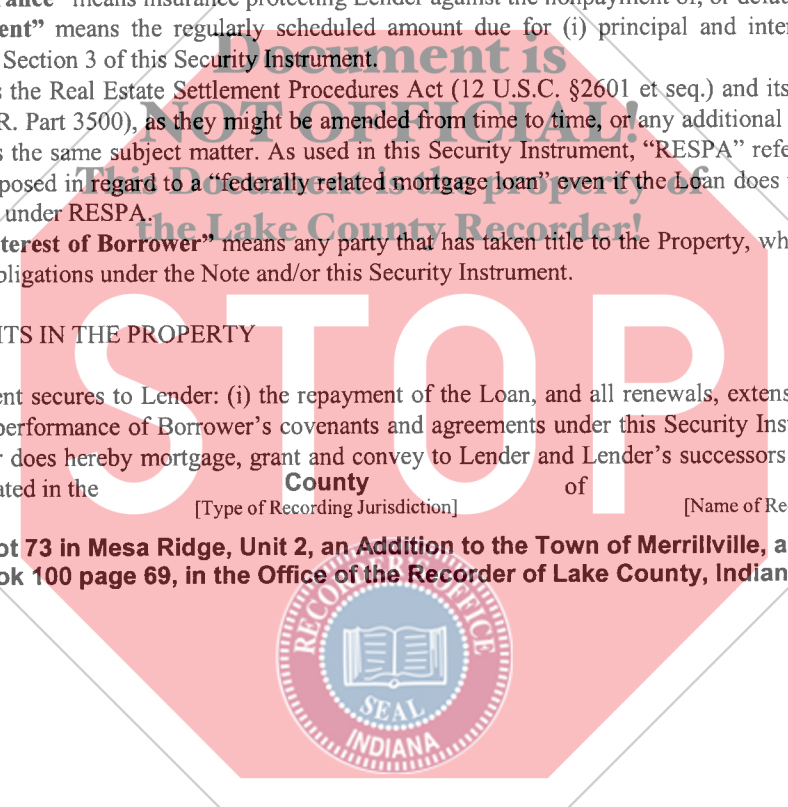 ance" means insurance protecting Lender against the nonpayment of, or defau
ent" means the regularly scheduled amount due for (i) principal and inter
Section 3 of this Security Instrument.
Document is
s the Real Estate Settlement Procedures Act (12 U.S.C. §2601 et seq.) and its
NOT OFFICIAL!
R. Part 3500), as they might be amended from time to time, or any additional
s the same subject matter. As used in this Security Instrument, "RESPA" refe
This Document is the property of
posed in regard to a "federally related mortgage loan" even if the Loan does
under RESPA.
the Lake County Recorder!
terest of Borrower" means any party that has taken title to the Property, wh
bligations under the Note and/or this Security Instrument.
ITS IN THE PROPERTY
STOP
ent secures to Lender: (i) the repayment of the Loan, and all renewals, extens
performance of Borrower's covenants and agreements under this Security Ins
r does hereby mortgage, grant and convey to Lender and Lender's successors
ated in the County of
[Type of Recording Jurisdiction] [Name of Re
ot 73 in Mesa Ridge, Unit 2, an Addition to the Town of Merrillville, a
ok 100 page 69, in the Office of the Recorder of Lake County, Indian
RECORDER'S OFFICE
SEAL
INDIANA